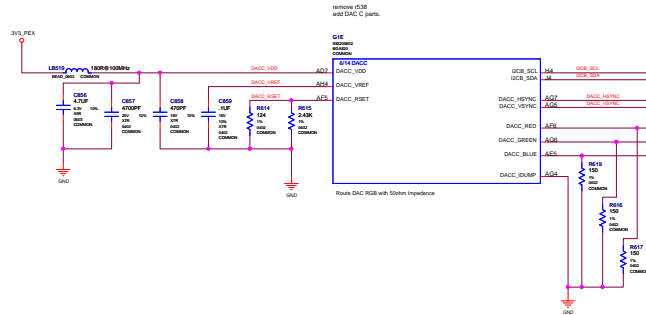 remove r538
add DAC C parts.
3V3_PEX
G1E
BGA820
COMMON
6/14 DACC
LB519 180R@100MHz
BEAD_0603 COMMON
DACC_VDD AD7 DACC_VDD
DACC_VREF AH4 DACC_VREF
DACC_RSET AF5 DACC_RSET
I2CB_SCL H4 I2CB_SCL
I2CB_SDA J4 I2CB_SDA
DACC_HSYNC AG7 DACC_HSYNC
DACC_VSYNC AG5 DACC_VSYNC
DACC_RED AF6
DACC_GREEN AG6
DACC_BLUE AE5
DACC_IDUMP AG4
C856
4.7UF
6.3V 10%
X5R
0603
COMMON
C857
4700PF
25V 10%
X7R
0402
COMMON
C858
470PF
16V 10%
X7R
0402
COMMON
C859
.1UF
16V
10%
X7R
0402
COMMON
R614
124
1%
0402
COMMON
R615
2.43K
1%
0402
COMMON
R619
150
1%
0402
COMMON
R616
150
1%
0402
COMMON
R617
150
1%
0402
COMMO
GND
GND
GND
Route DAC RGB with 50ohm Impedence